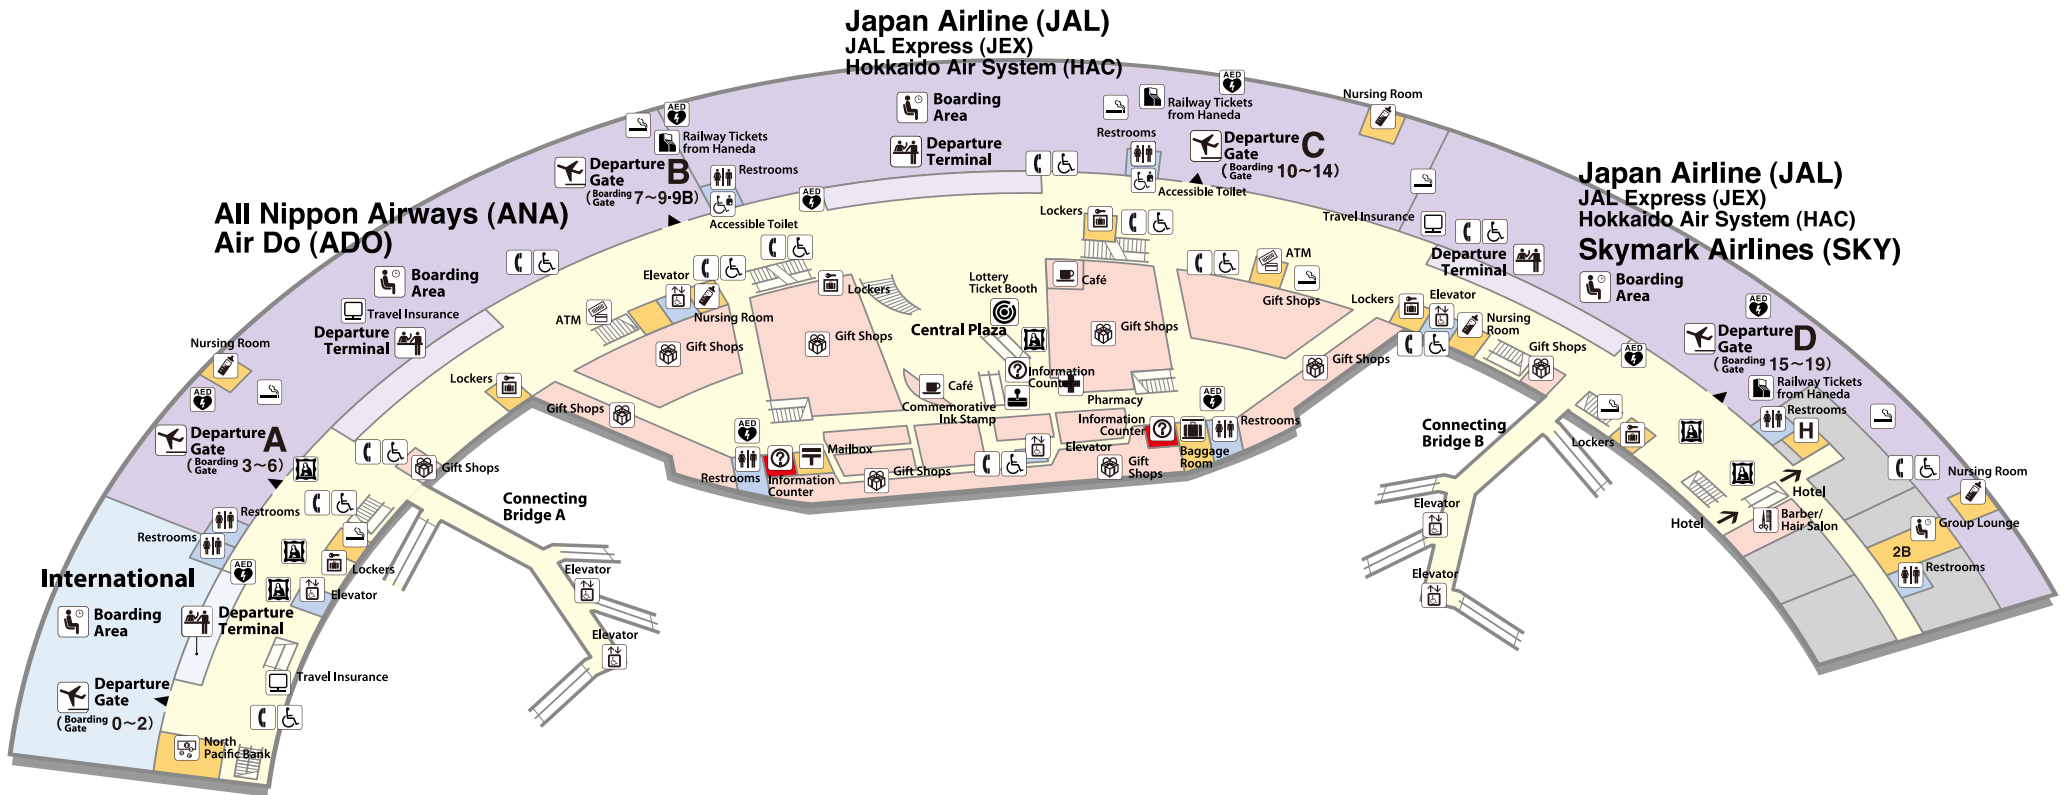 Japan Airline (JAL)
JAL Express (JEX)
Hokkaido Air System (HAC)
AED
Nursing Room
Boarding
Area
Railway Tickets
from Haneda
AED
Railway Tickets
from Haneda
Restrooms
Departure
Gate
C
(Boarding
Gate 10~14)
Departure
Terminal
Departure
Gate
B
(Boarding
Gate 7~9·9B)
Restrooms
Accessible Toilet
AED
Accessible Toilet
Japan Airline (JAL)
JAL Express (JEX)
Hokkaido Air System (HAC)
Skymark Airlines (SKY)
All Nippon Airways (ANA)
Air Do (ADO)
Lockers
Travel Insurance
Departure
Terminal
Boarding
Area
Boarding
Area
Travel Insurance
Departure
Terminal
Elevator
Nursing Room
ATM
Lockers
Gift Shops
Gift Shops
Lottery
Ticket Booth
Central Plaza
Café
Gift Shops
ATM
Gift Shops
Lockers
Elevator
Nursing
Room
AED
Departure
Gate
D
(Boarding
Gate 15~19)
Gift Shops
Gift Shops
AED
Railway Tickets
from Haneda
Restrooms
H
Nursing Room
AED
Lockers
Gift Shops
Café
Information
Counter
Commemorative
Ink Stamp
Pharmacy
AED
Information
Counter
Restrooms
Elevator
Baggage
Room
Gift
Shops
Gift Shops
AED
Restrooms
Information
Counter
Mailbox
Departure
Gate
A
(Boarding
Gate 3~6)
Gift Shops
Connecting
Bridge A
Connecting
Bridge B
Lockers
Hotel
Hotel
Barber/
Hair Salon
Nursing Room
Group Lounge
2B
Restrooms
Restrooms
Restrooms
AED
Lockers
Elevator
Elevator
Elevator
Elevator
Elevator
International
Boarding
Area
Departure
Terminal
Departure
Gate
(Boarding
Gate 0~2)
Travel Insurance
North
Pacific Bank